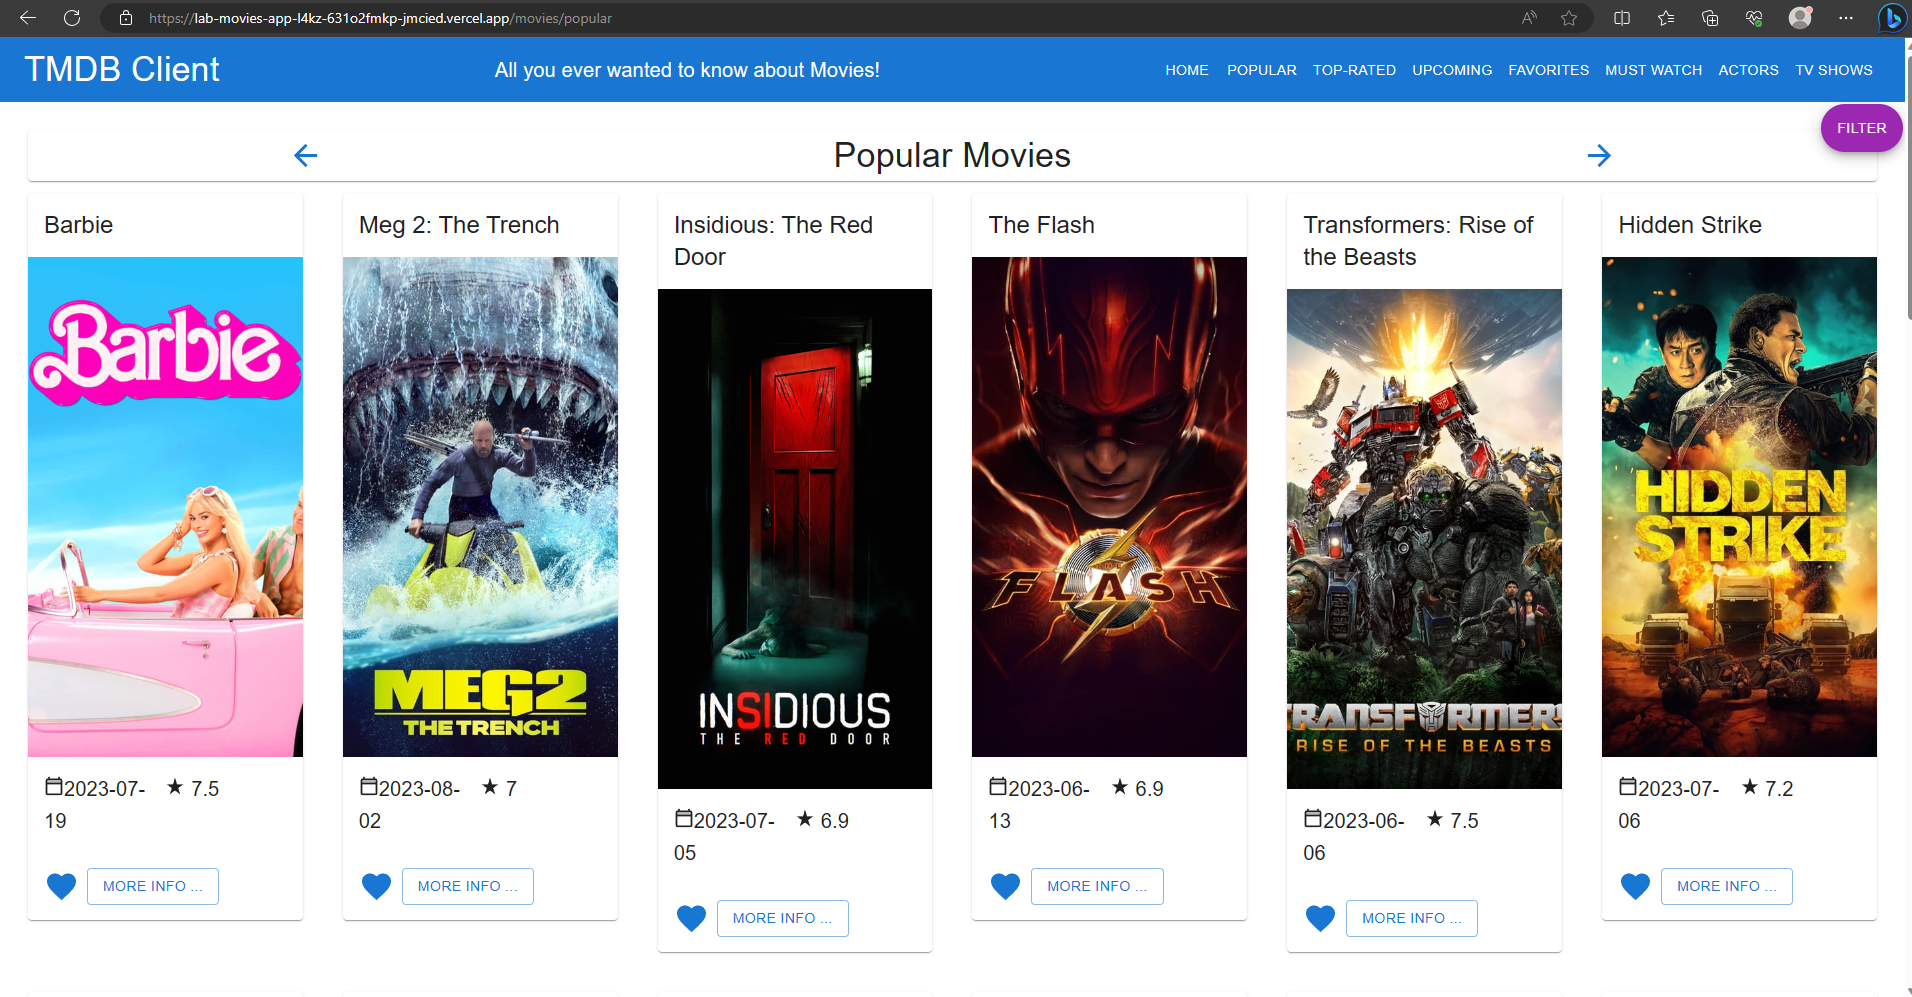 https://lab-movies-app-l4kz-631o2fmkp-jmcied.vercel.app/movies/popular
TMDB Client
All you ever wanted to know about Movies!
HOME POPULAR TOP-RATED UPCOMING FAVORITES MUST WATCH ACTORS TV SHOWS
FILTER
Popular Movies
Barbie
Barbie
2023-07-
19
7.5
MORE INFO ...
Meg 2: The Trench
MEG2
THE TRENCH
2023-08-
02
7
MORE INFO ...
Insidious: The Red
Door
INSIDIOUS
THE RED DOOR
2023-07-
05
6.9
MORE INFO ...
The Flash
THE
FLASH
2023-06-
13
6.9
MORE INFO ...
Transformers: Rise of
the Beasts
TRANSFORMERS
RISE OF THE BEASTS
2023-06-
06
7.5
MORE INFO ...
Hidden Strike
HIDDEN
STRIKE
2023-07-
06
7.2
MORE INFO ...